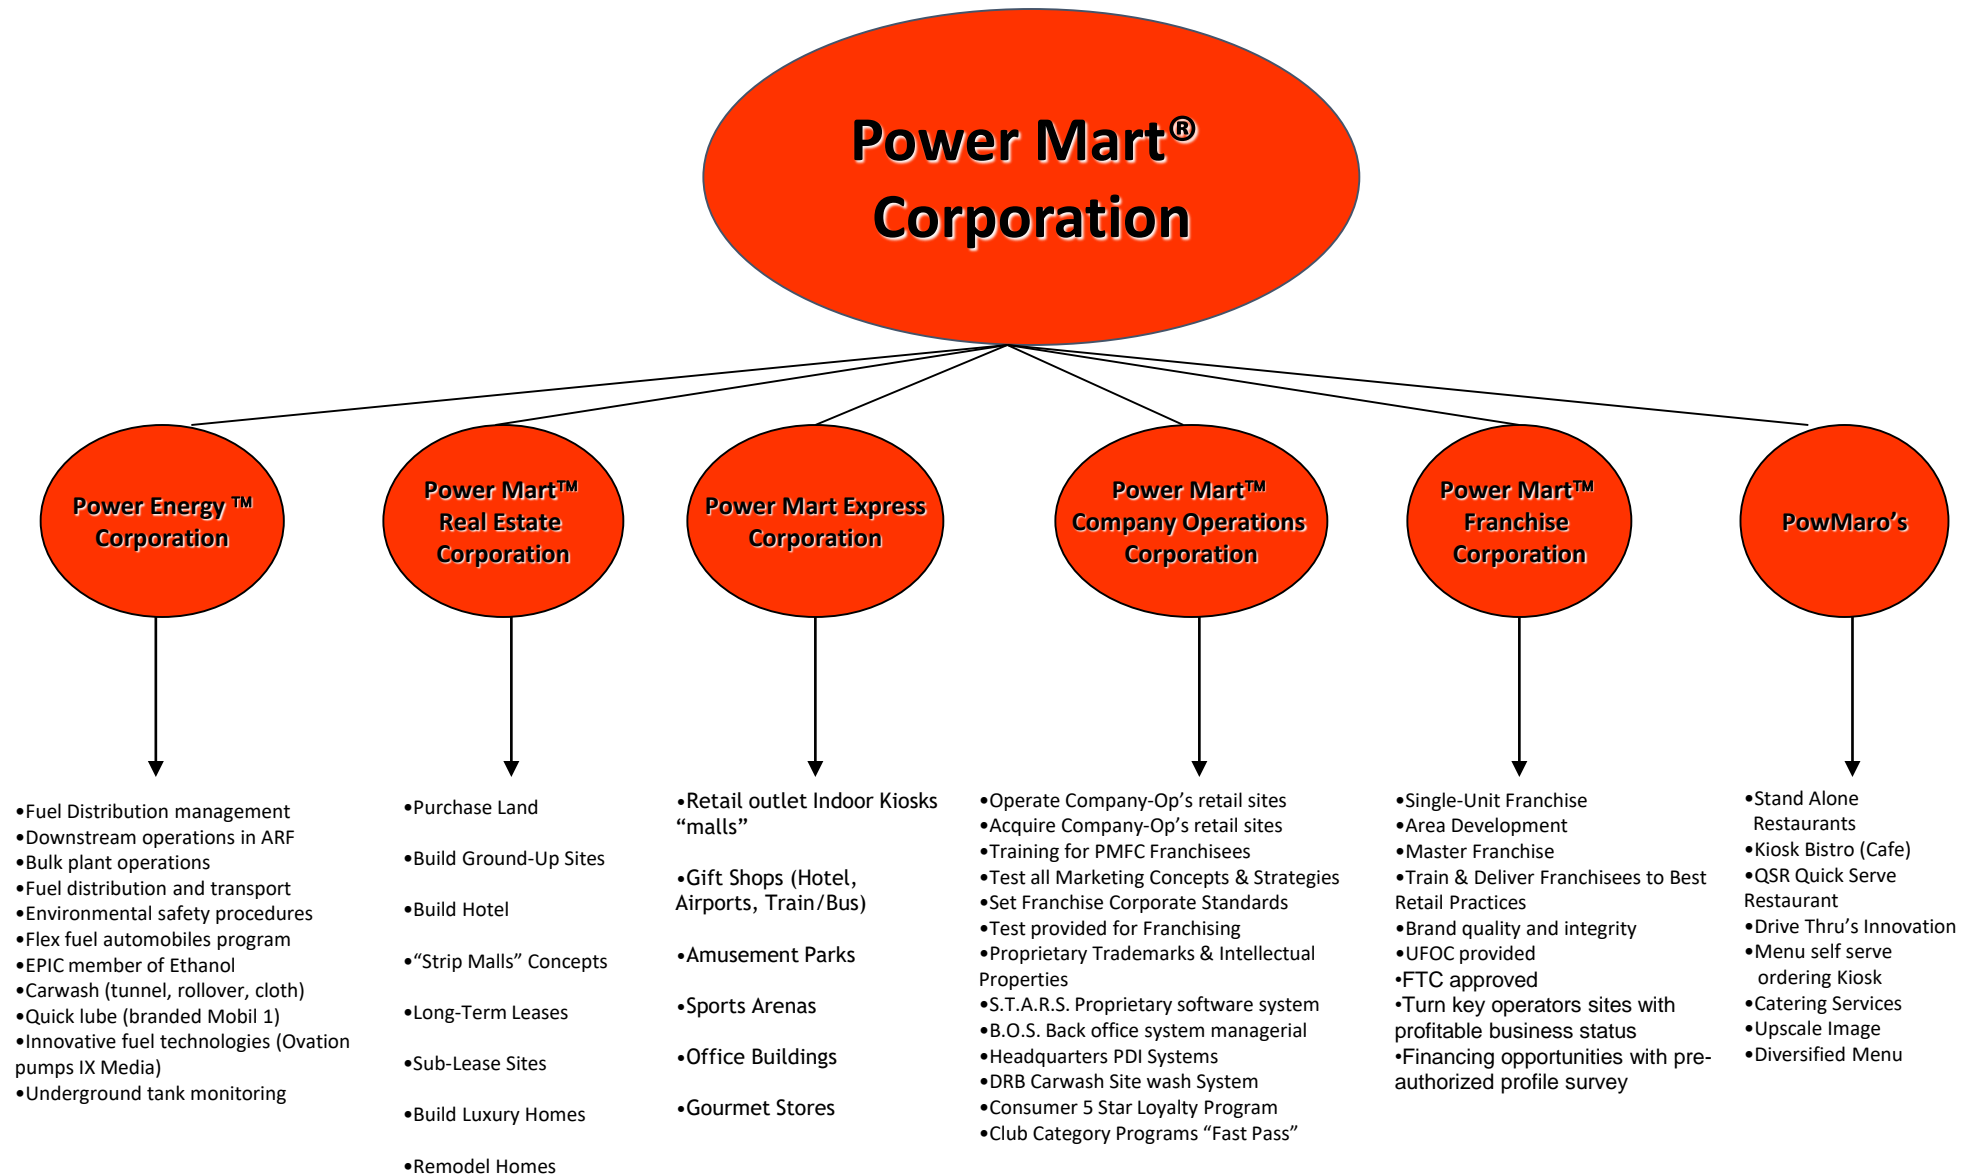 Power Mart®
Corporation
Power Energy ™
Corporation
Power Mart™
Real Estate
Corporation
Power Mart Express
Corporation
Power Mart™
Company Operations
Corporation
Power Mart™
Franchise
Corporation
PowMaro’s
•Fuel Distribution management
•Downstream operations in ARF
•Bulk plant operations
•Fuel distribution and transport
•Environmental safety procedures
•Flex fuel automobiles program
•EPIC member of Ethanol
•Carwash (tunnel, rollover, cloth)
•Quick lube (branded Mobil 1)
•Innovative fuel technologies (Ovation
pumps IX Media)
•Underground tank monitoring
•Purchase Land
•Build Ground-Up Sites
•Build Hotel
•“Strip Malls” Concepts
•Long-Term Leases
•Sub-Lease Sites
•Build Luxury Homes
•Remodel Homes
•Retail outlet Indoor Kiosks
“malls”
•Gift Shops (Hotel,
Airports, Train/Bus)
•Amusement Parks
•Sports Arenas
•Office Buildings
•Gourmet Stores
•Operate Company-Op’s retail sites
•Acquire Company-Op’s retail sites
•Training for PMFC Franchisees
•Test all Marketing Concepts & Strategies
•Set Franchise Corporate Standards
•Test provided for Franchising
•Proprietary Trademarks & Intellectual
Properties
•S.T.A.R.S. Proprietary software system
•B.O.S. Back office system managerial
•Headquarters PDI Systems
•DRB Carwash Site wash System
•Consumer 5 Star Loyalty Program
•Club Category Programs “Fast Pass”
•Single-Unit Franchise
•Area Development
•Master Franchise
•Train & Deliver Franchisees to Best
Retail Practices
•Brand quality and integrity
•UFOC provided
•FTC approved
•Turn key operators sites with
profitable business status
•Financing opportunities with pre-
authorized profile survey
•Stand Alone
Restaurants
•Kiosk Bistro (Cafe)
•QSR Quick Serve
Restaurant
•Drive Thru’s Innovation
•Menu self serve
ordering Kiosk
•Catering Services
•Upscale Image
•Diversified Menu